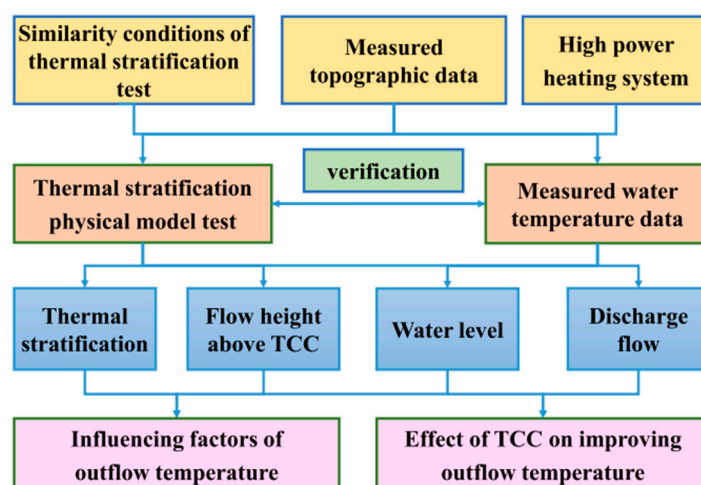 Similarity conditions of
thermal stratification
test
Measured
topographic data
High power
heating system
verification
Thermal stratification
physical model test
Measured water
temperature data
Thermal
stratification
Flow height
above TCC
Water level
Discharge
flow
Influencing factors of
outflow temperature
Effect of TCC on improving
outflow temperature